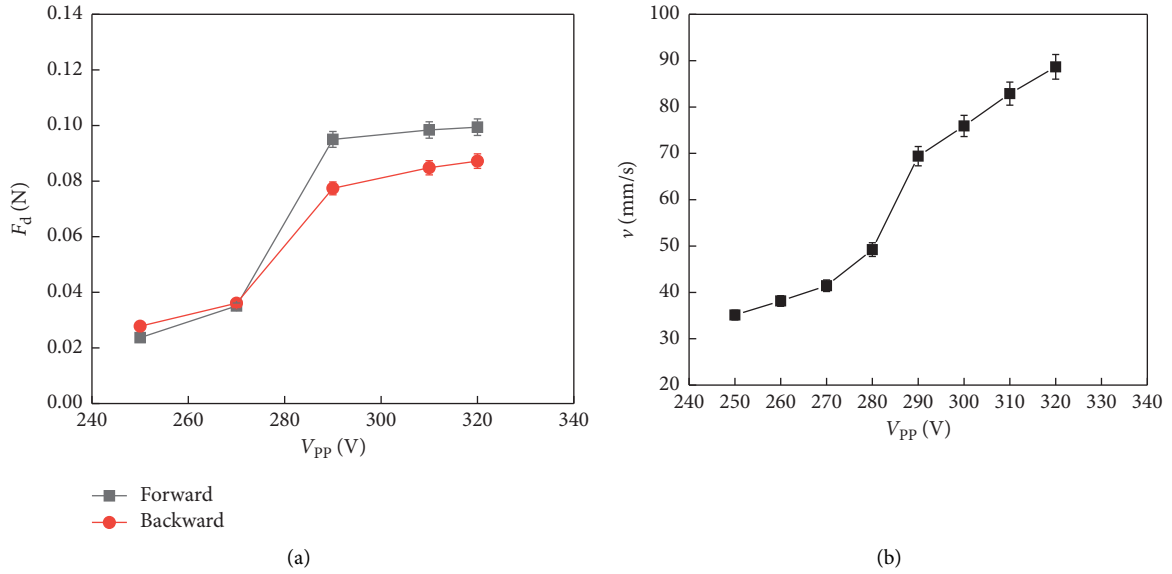 0.14
0.12
0.10
0.08
0.06
0.04
0.02
0.00
F_d (N)
240 260 280 300 320 340
V_PP (V)
Forward
Backward
(a)
100
90
80
70
60
50
40
30
20
v (mm/s)
240 250 260 270 280 290 300 310 320 330 340
V_PP (V)
(b)